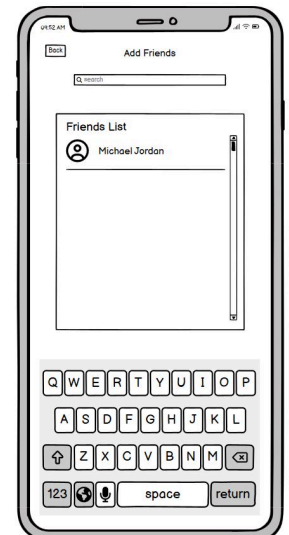 09:52 AM
Back
Add Friends
search
Friends List
Michael Jordan
Q W E R T Y U I O P
A S D F G H J K L
Z X C V B N M
123 space return